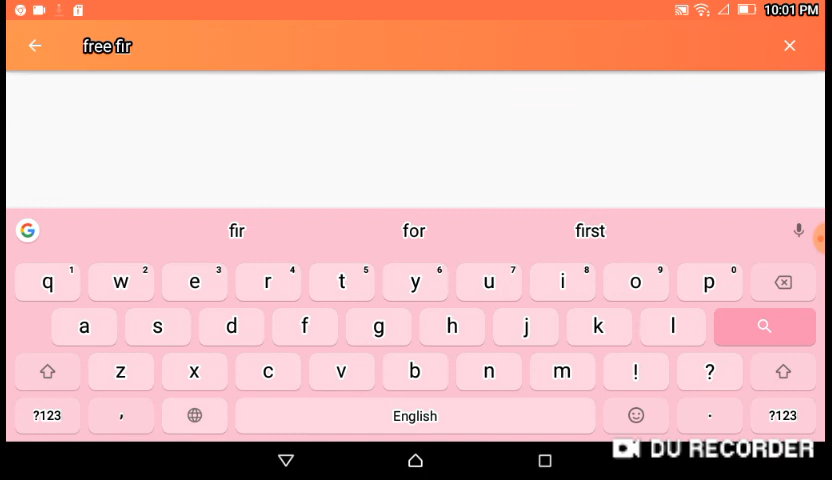 10:01 PM
free fir
G fir for first
q 1 w 2 e 3 r 4 t 5 y 6 u 7 i 8 o 9 p 0
a s d f g h j k l
z x c v b n m ! ?
?123 , English . ?123
DU RECORDER